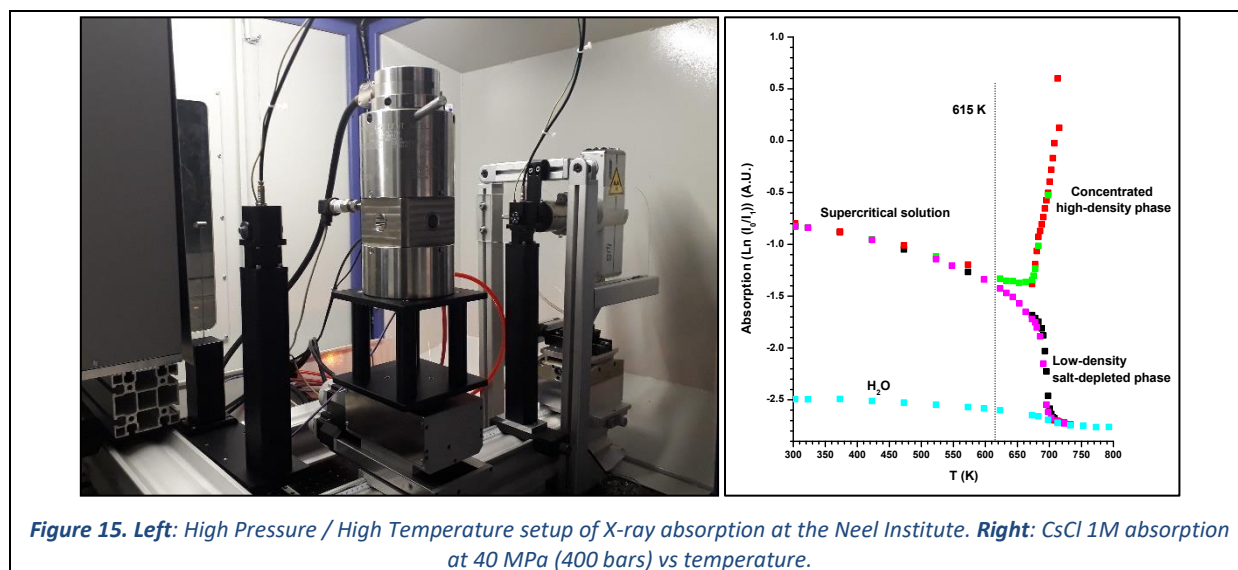 1.0
0.5
0.0
-0.5
-1.0
-1.5
-2.0
-2.5
Absorption (Ln (I₀/I₁)) (A.U.)
615 K
Supercritical solution
Concentrated
high-density phase
Low-density
salt-depleted phase
H₂O
300 350 400 450 500 550 600 650 700 750 800
T (K)
Figure 15. Left: High Pressure / High Temperature setup of X-ray absorption at the Neel Institute. Right: CsCl 1M absorption
at 40 MPa (400 bars) vs temperature.